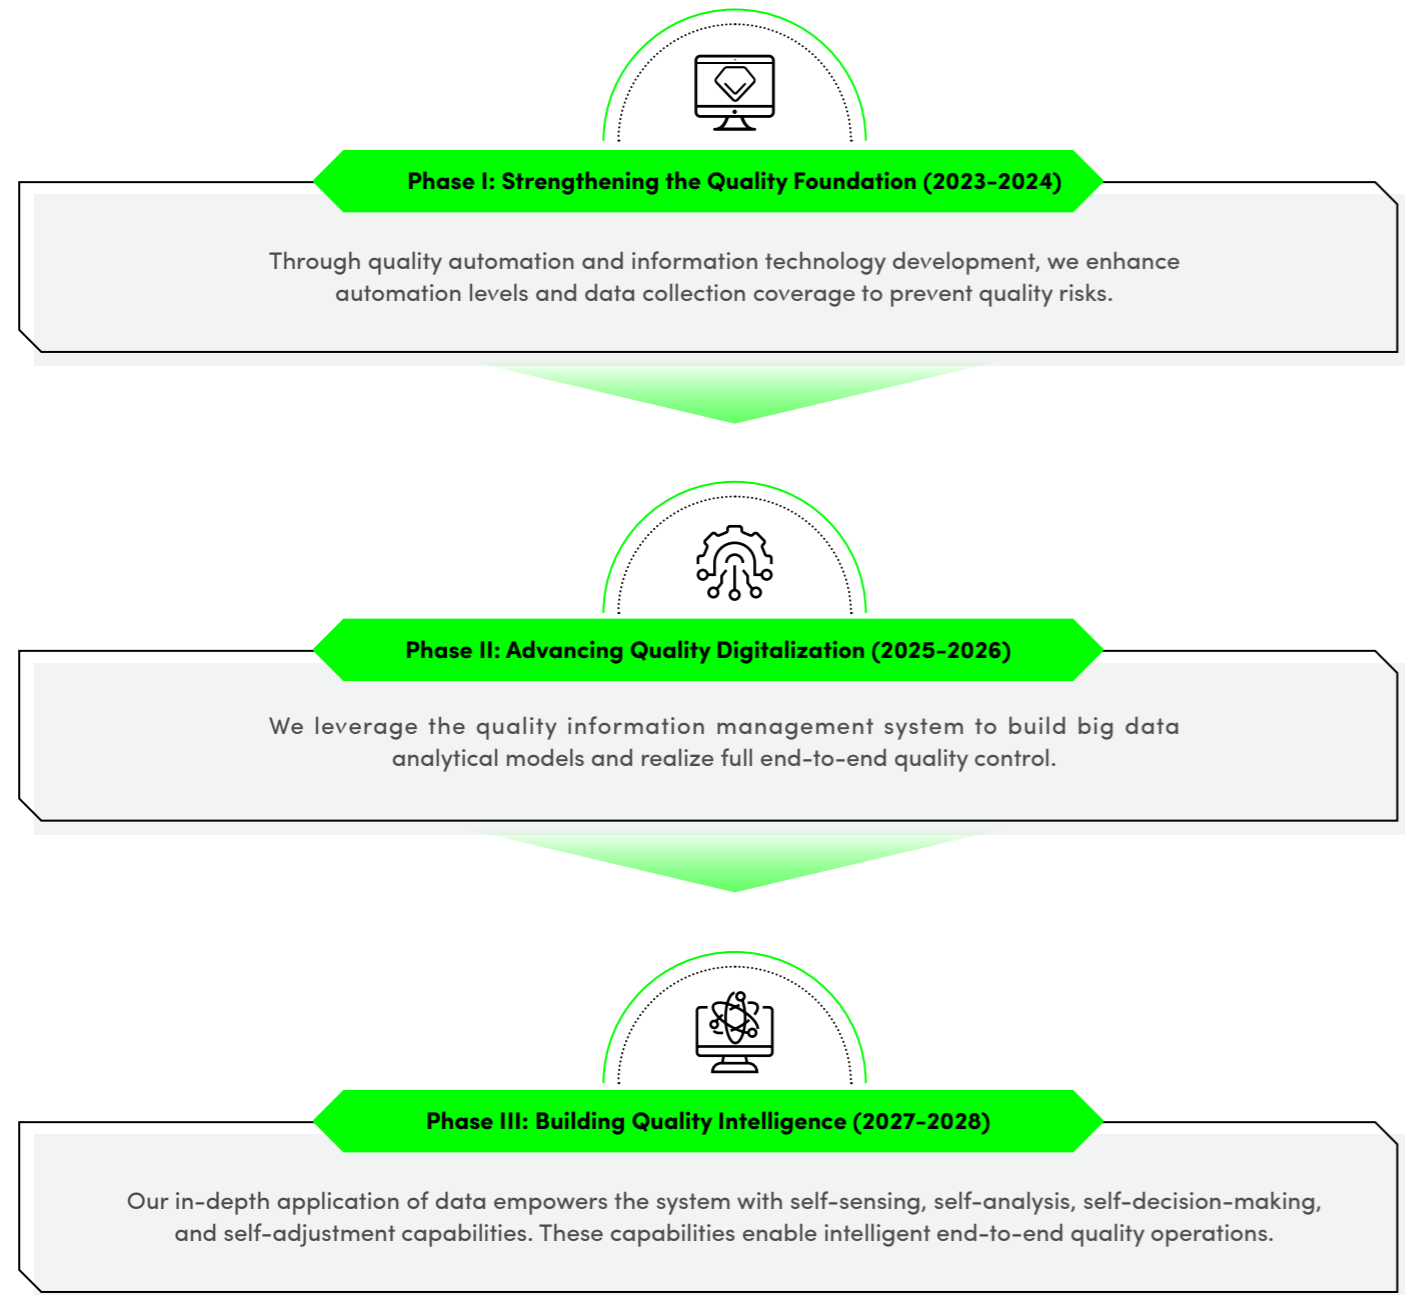 Phase I: Strengthening the Quality Foundation (2023-2024)
Through quality automation and information technology development, we enhance
automation levels and data collection coverage to prevent quality risks.
Phase II: Advancing Quality Digitalization (2025-2026)
We leverage the quality information management system to build big data
analytical models and realize full end-to-end quality control.
Phase III: Building Quality Intelligence (2027-2028)
Our in-depth application of data empowers the system with self-sensing, self-analysis, self-decision-making,
and self-adjustment capabilities. These capabilities enable intelligent end-to-end quality operations.